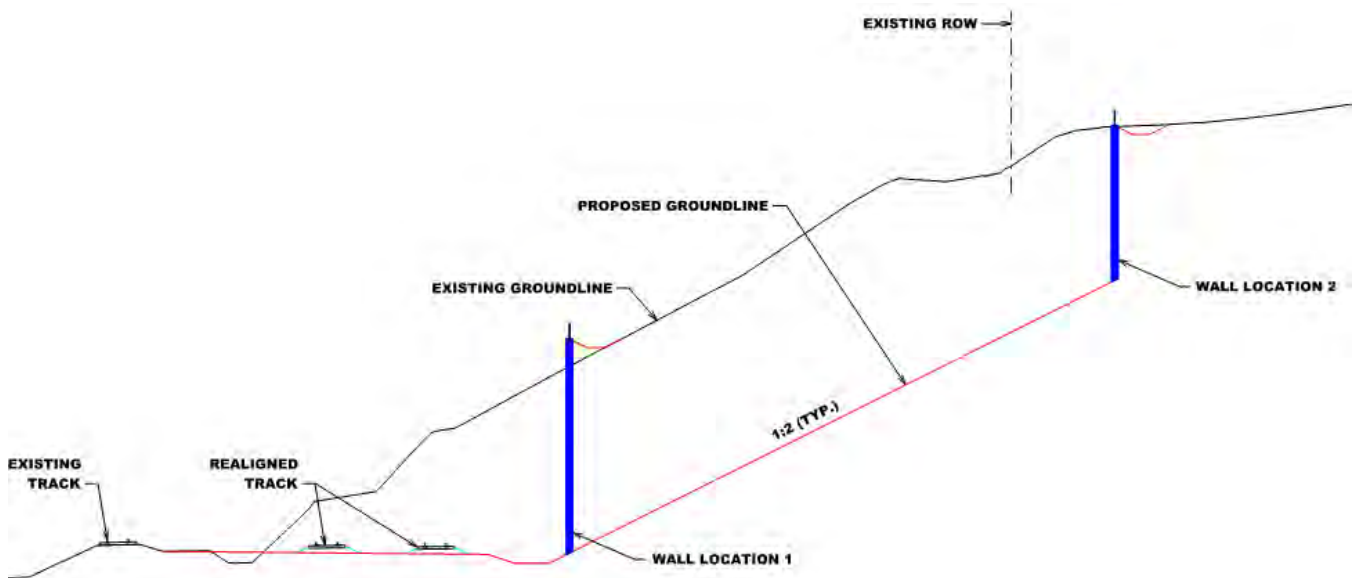 EXISTING ROW
PROPOSED GROUNDLINE
EXISTING GROUNDLINE
WALL LOCATION 2
1:2 (TYP.)
EXISTING
TRACK
REALIGNED
TRACK
WALL LOCATION 1